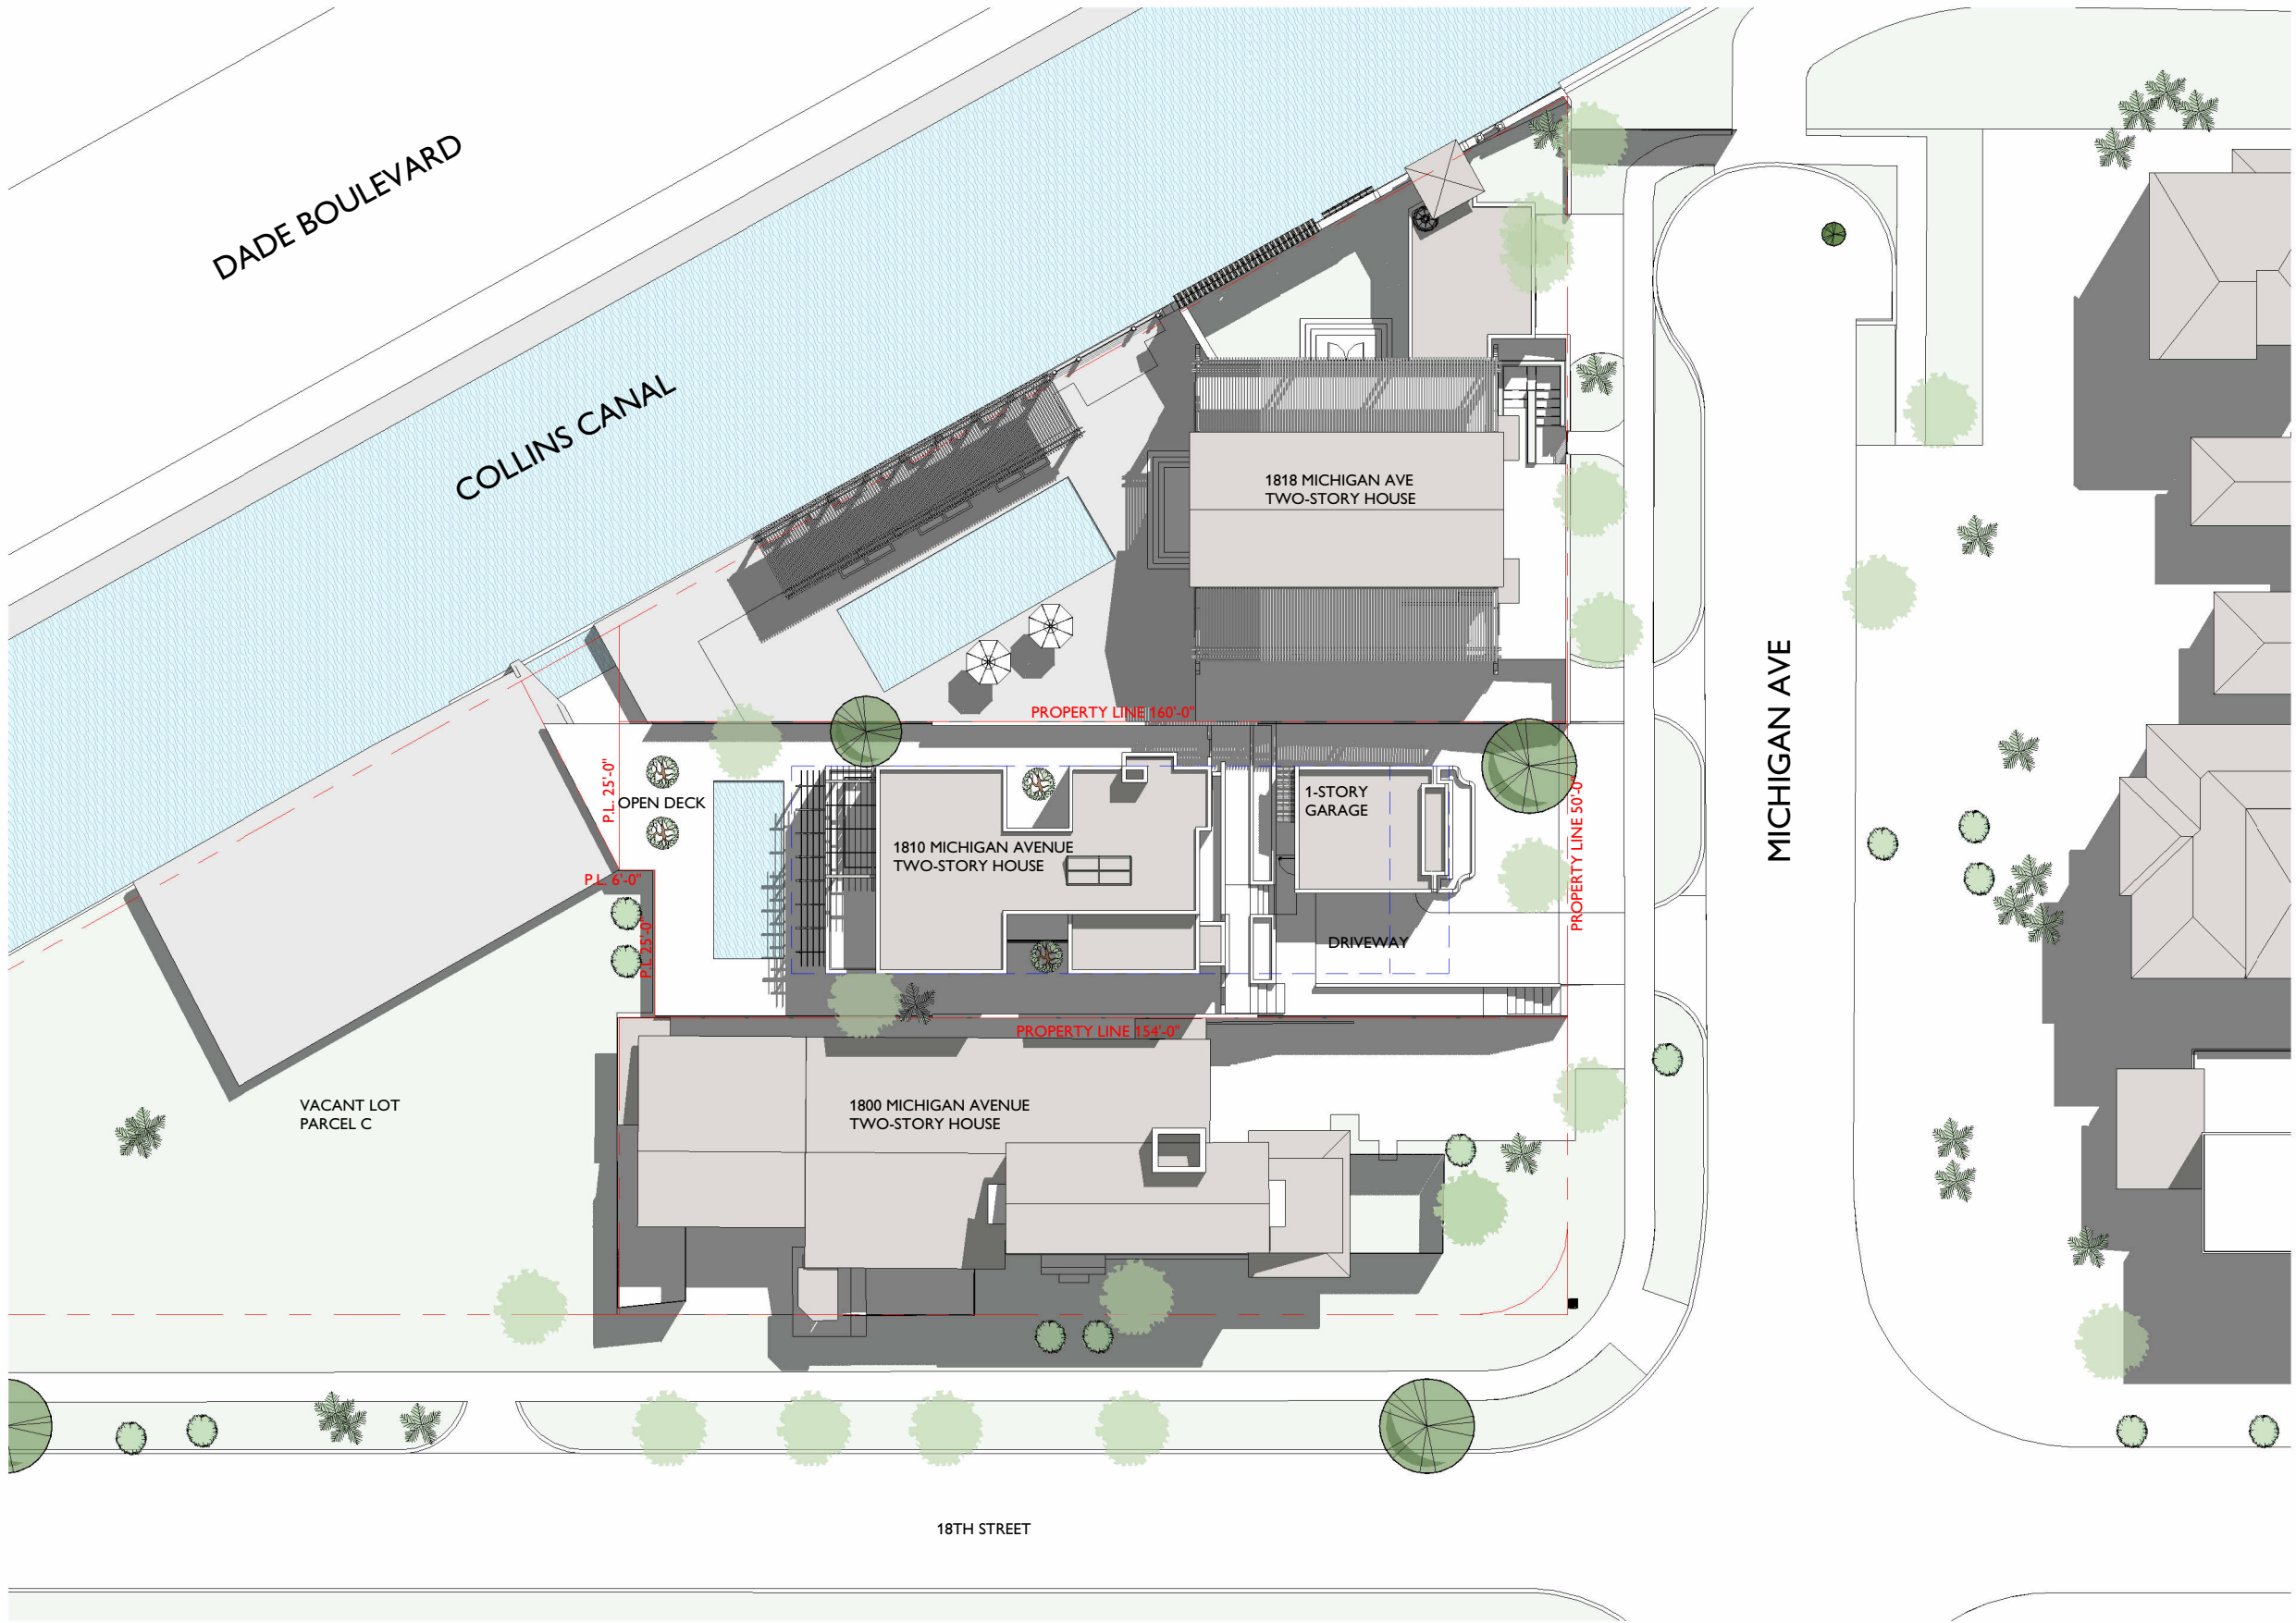 DADE BOULEVARD
COLLINS CANAL
1818 MICHIGAN AVE
TWO-STORY HOUSE
MICHIGAN AVE
PROPERTY LINE 160'-0"
P.L. 25'-0"
OPEN DECK
1-STORY
GARAGE
PROPERTY LINE 50'-0"
1810 MICHIGAN AVENUE
TWO-STORY HOUSE
P.L. 6'-0"
P.L 25'-0"
DRIVEWAY
PROPERTY LINE 154'-0"
VACANT LOT
PARCEL C
1800 MICHIGAN AVENUE
TWO-STORY HOUSE
18TH STREET